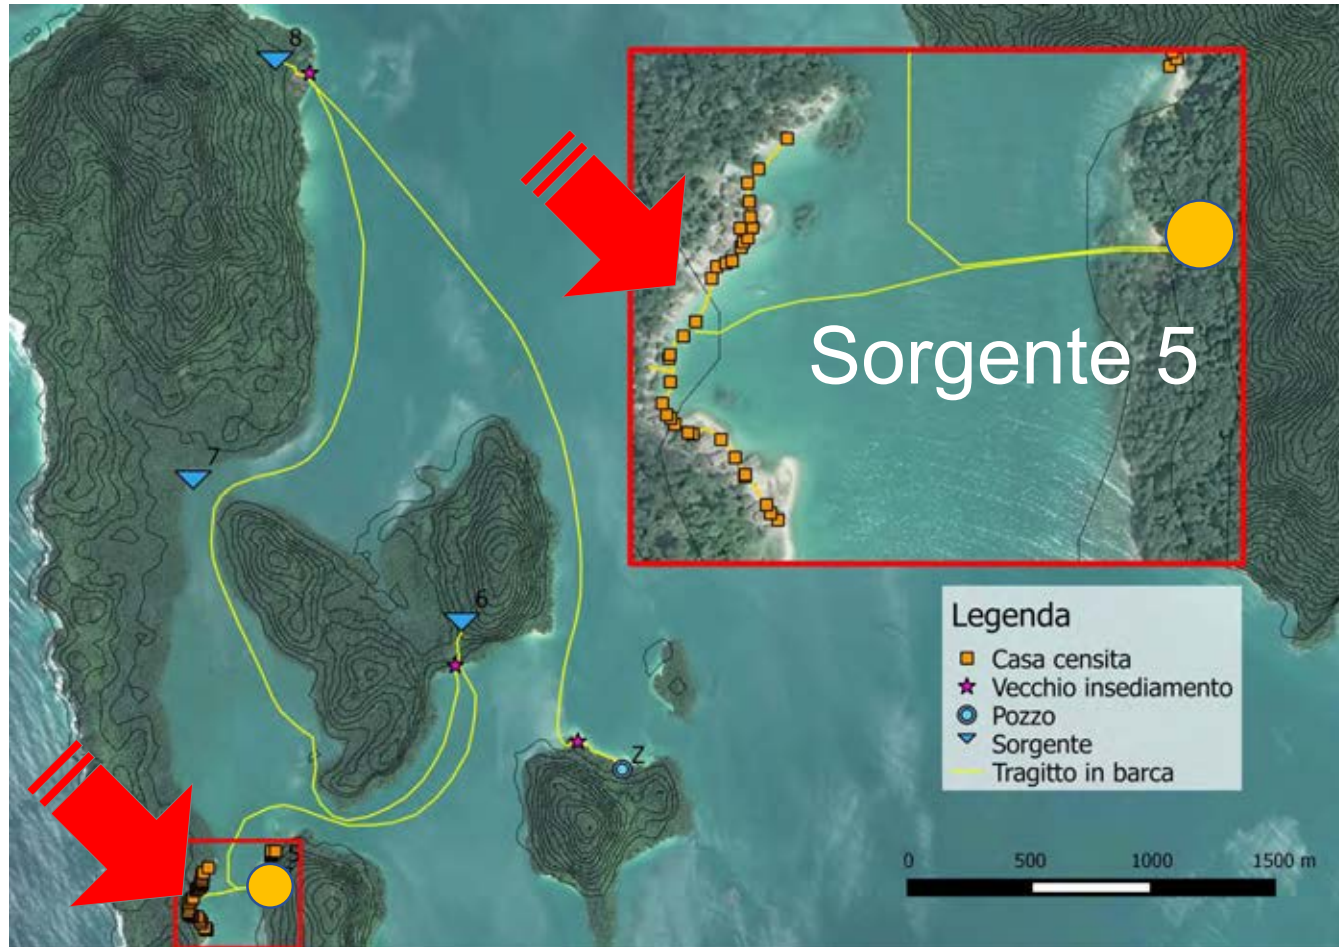 8
7
6
Z
5
Sorgente 5
Legenda
Casa censita
Vecchio insediamento
Pozzo
Sorgente
Tragitto in barca
0 500 1000 1500 m